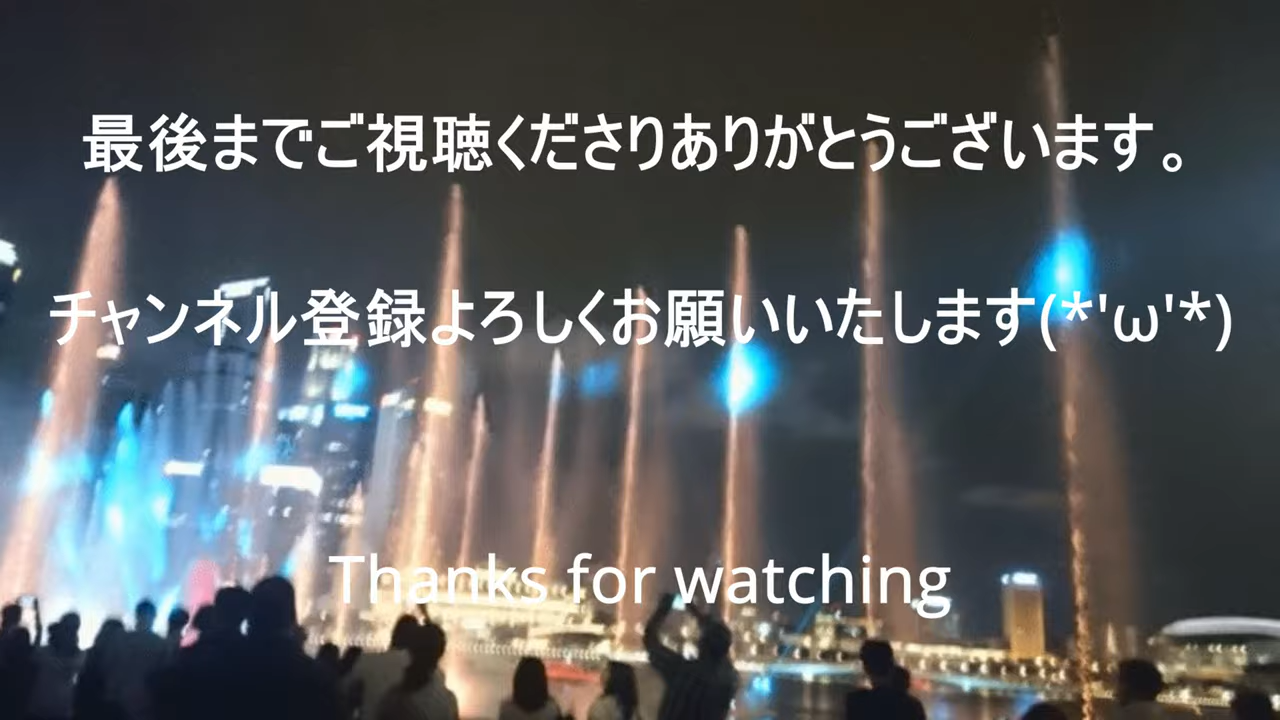 最後までご視聴くださりありがとうございます。
チャンネル登録よろしくお願いいたします(*'ω'*)
Thanks for watching